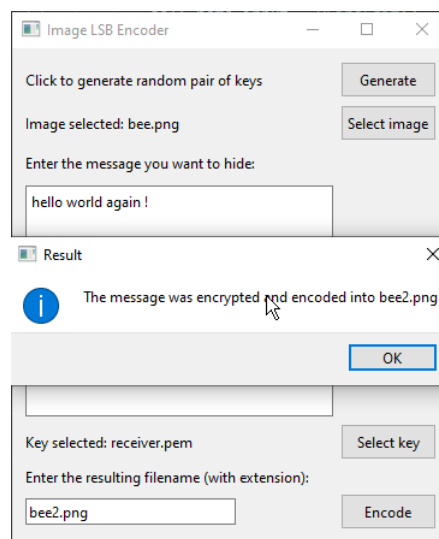 Image LSB Encoder
Click to generate random pair of keys
Generate
Image selected: bee.png
Select image
Enter the message you want to hide:
hello world again !
Result
The message was encrypted and encoded into bee2.png
OK
Key selected: receiver.pem
Select key
Enter the resulting filename (with extension):
bee2.png
Encode